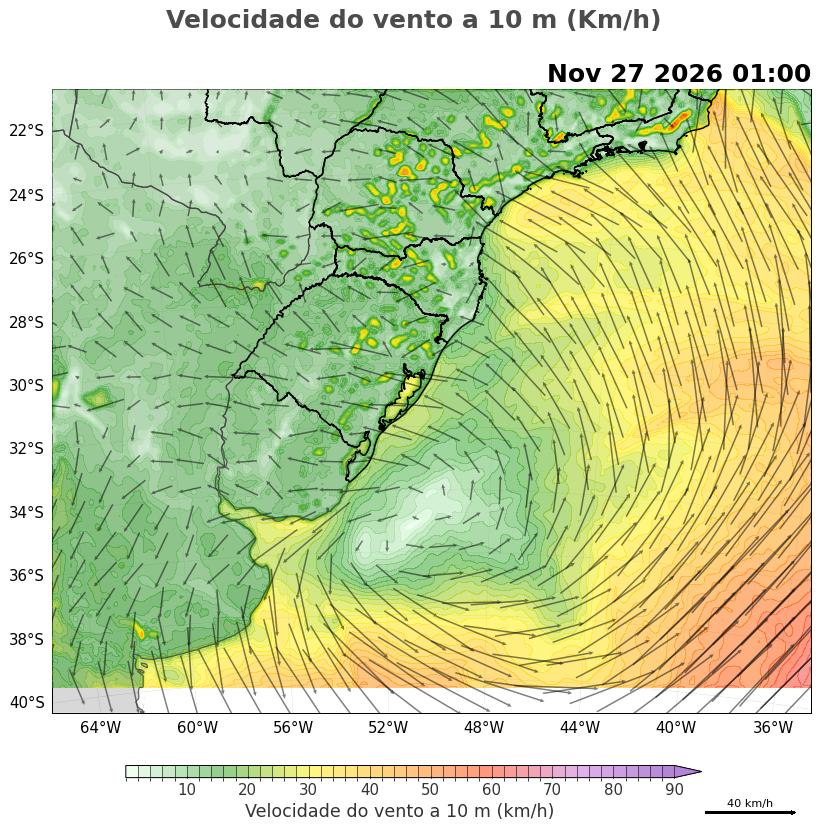 Velocidade do vento a 10 m (Km/h)
Nov 27 2026 01:00
22°S
24°S
26°S
28°S
30°S
32°S
34°S
36°S
38°S
40°S
64°W 60°W 56°W 52°W 48°W 44°W 40°W 36°W
10 20 30 40 50 60 70 80 90
Velocidade do vento a 10 m (km/h)
40 km/h